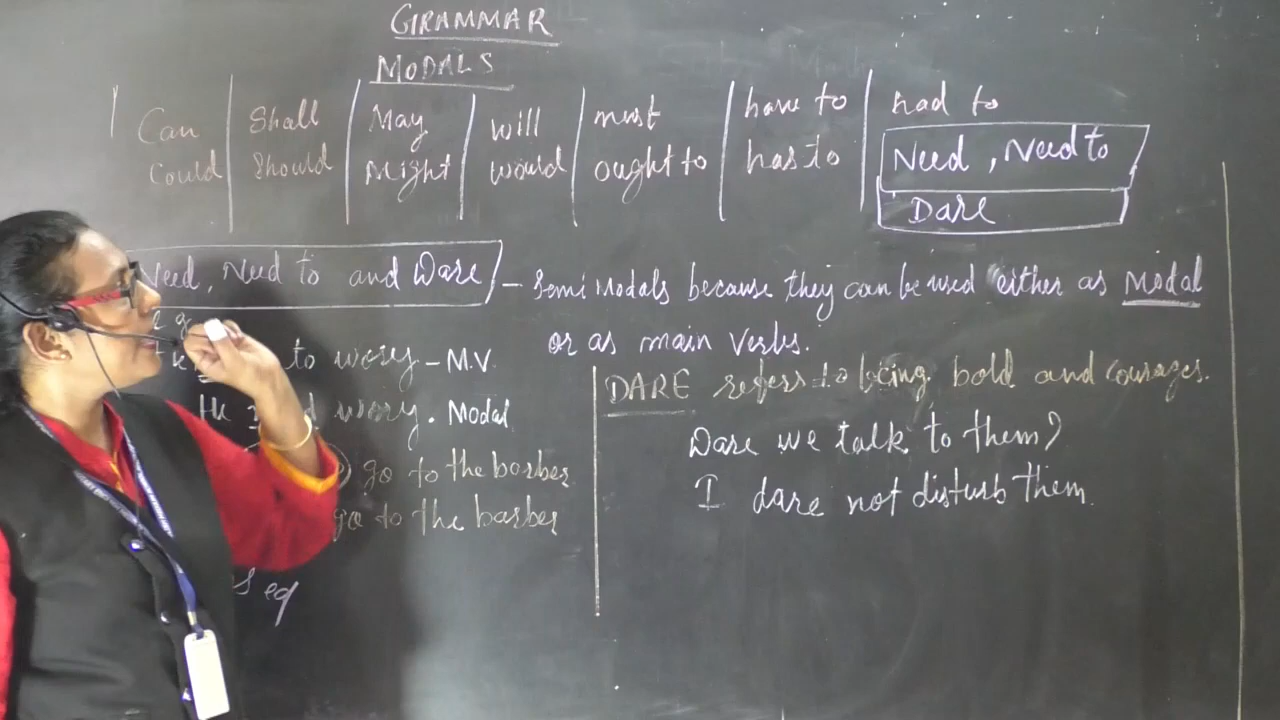 GRAMMAR
MODALS
Can
Could
Shall
Should
May
Might
will
would
must
ought to
have to
has to
had to
Need, Need to
Dare
Need, Need to and Dare - Semi Modals because they can be used either as Modal
or as main Verbs.
to worry - M.V.
He worry. Modal
go to the barber
go to the barber
DARE refers to being bold and courages.
Dare we talk to them?
I dare not disturb them.